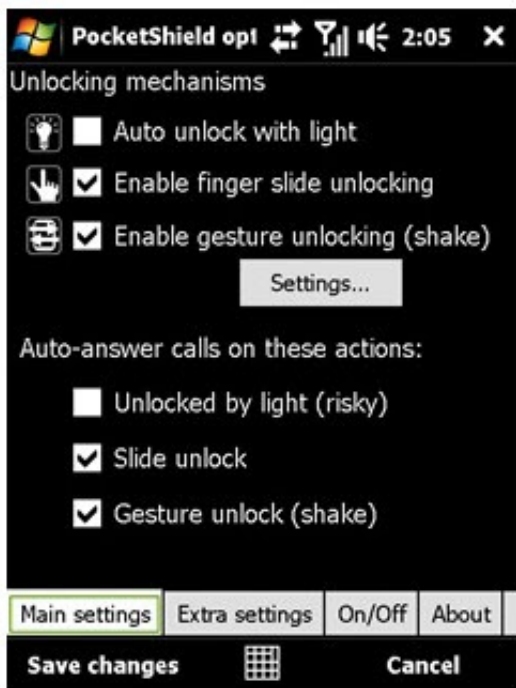 PocketShield opt 2:05
Unlocking mechanisms
Auto unlock with light
Enable finger slide unlocking
Enable gesture unlocking (shake)
Settings...
Auto-answer calls on these actions:
Unlocked by light (risky)
Slide unlock
Gesture unlock (shake)
Main settings Extra settings On/Off About
Save changes Cancel